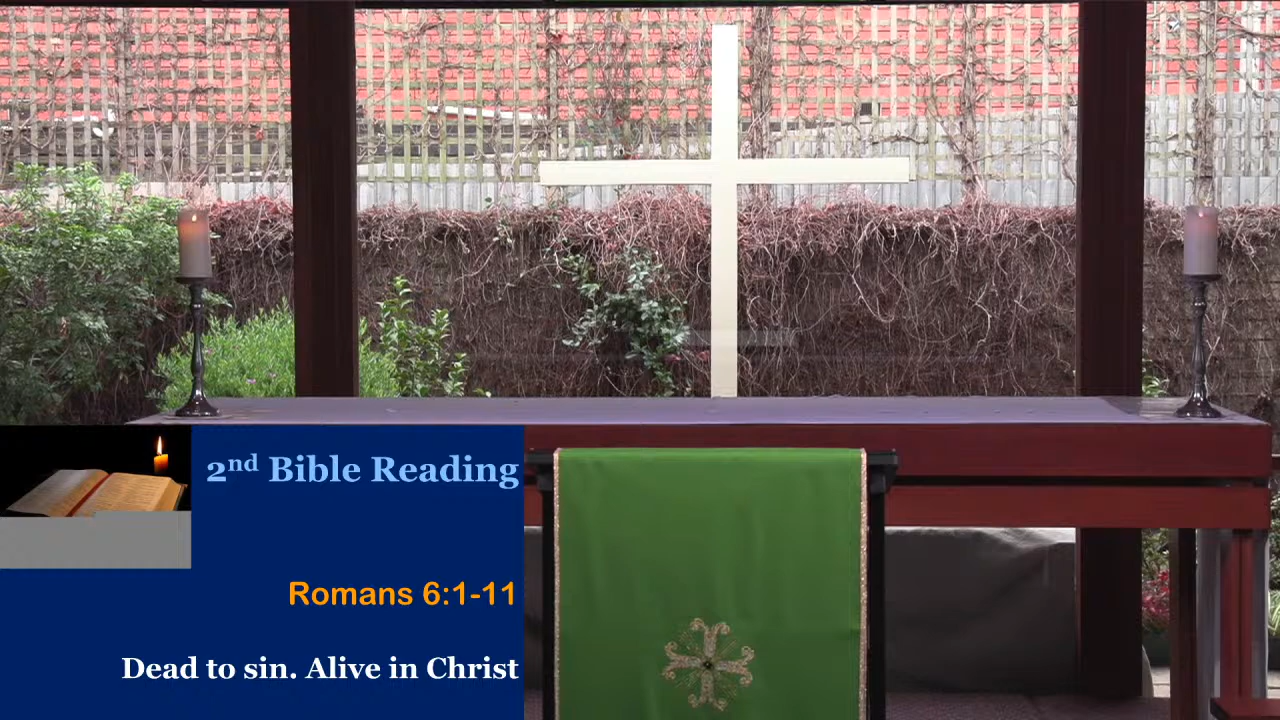 2nd Bible Reading
Romans 6:1-11
Dead to sin. Alive in Christ